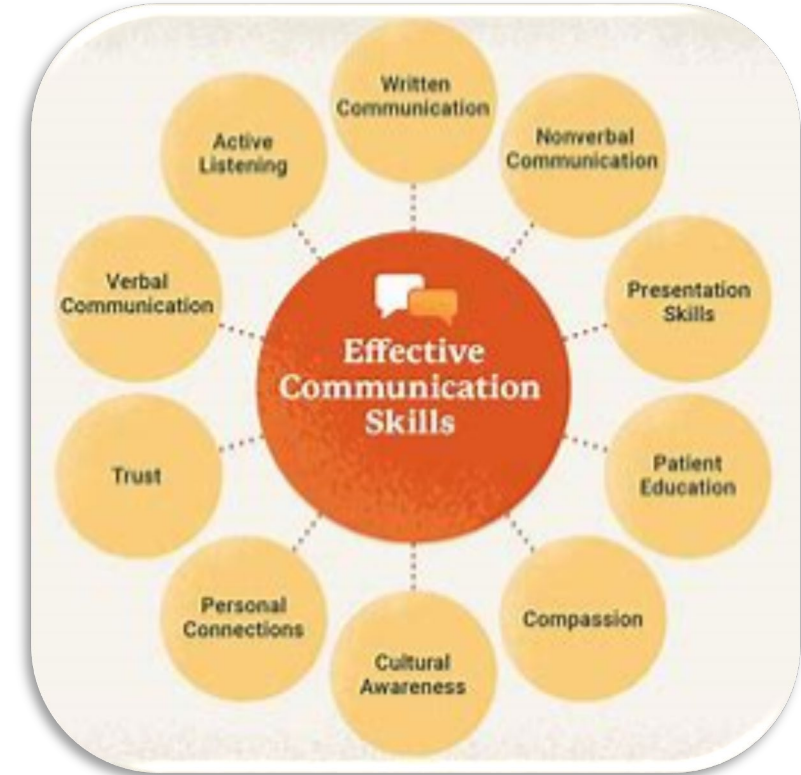 Effective
Communication
Skills
Written
Communication
Nonverbal
Communication
Presentation
Skills
Patient
Education
Compassion
Cultural
Awareness
Personal
Connections
Trust
Verbal
Communication
Active
Listening